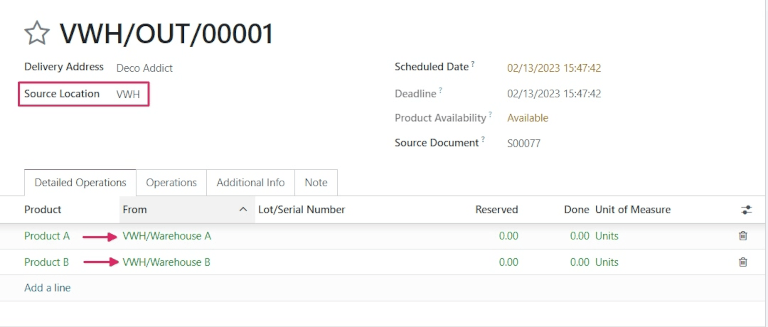 VWH/OUT/00001
Delivery Address Deco Addict
Scheduled Date ? 02/13/2023 15:47:42
Source Location VWH
Deadline ? 02/13/2023 15:47:42
Product Availability ? Available
Source Document ? S00077
Detailed Operations Operations Additional Info Note
Product From Lot/Serial Number Reserved Done Unit of Measure
Product A VWH/Warehouse A 0.00 0.00 Units
Product B VWH/Warehouse B 0.00 0.00 Units
Add a line